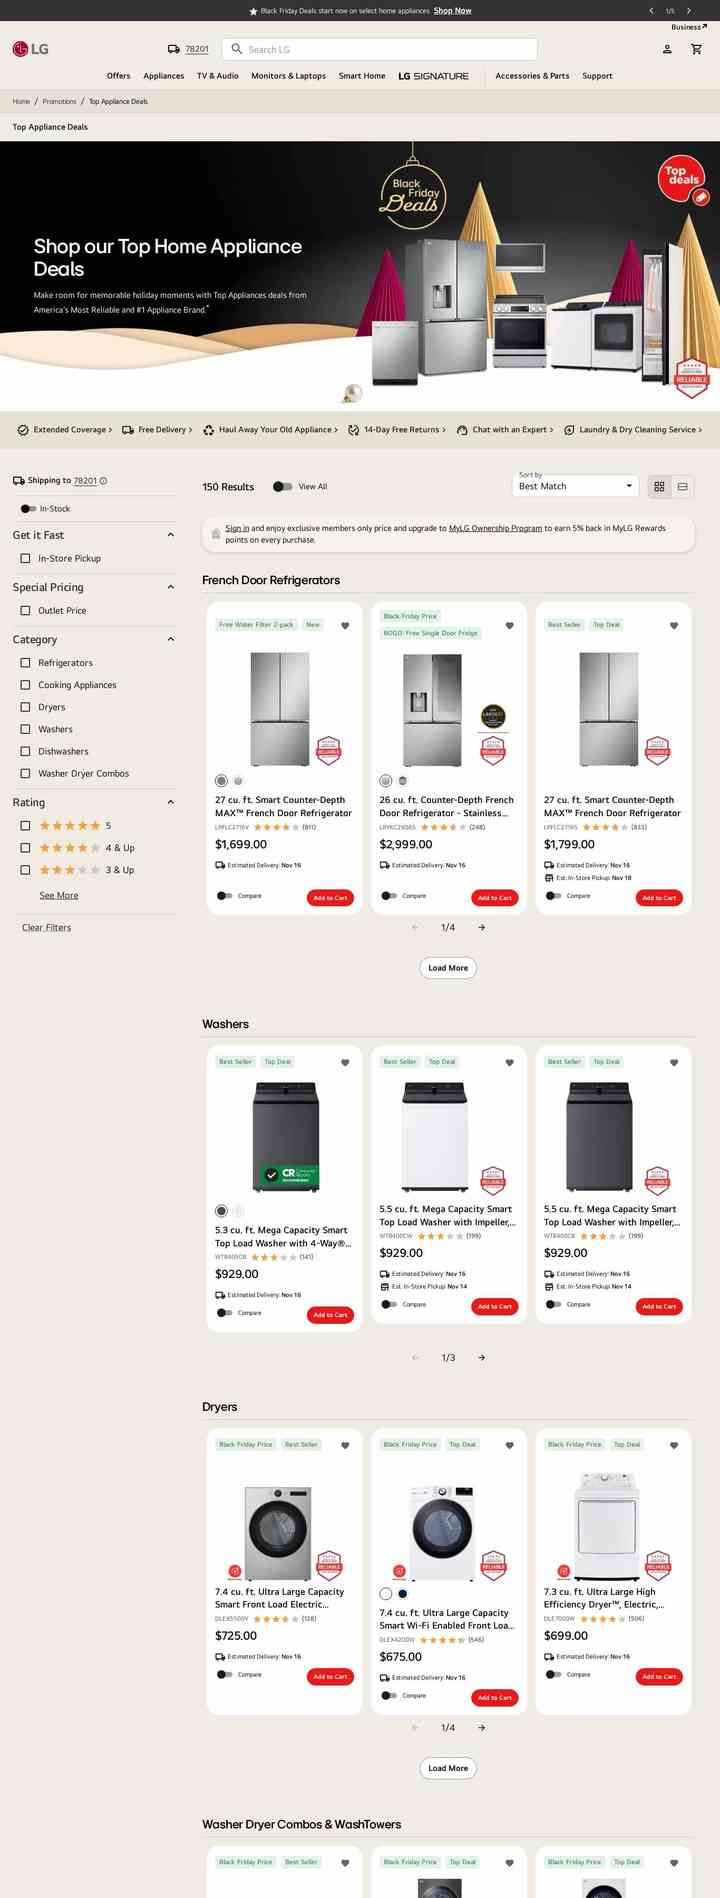 Black Friday Deals start now on select home appliances Shop Now
1/5
Business
LG
78201
Search LG
Offers Appliances TV & Audio Monitors & Laptops Smart Home LG SIGNATURE Accessories & Parts Support
Home / Promotions / Top Appliance Deals
Top Appliance Deals
Black Friday Deals
Top deals
Shop our Top Home Appliance
Deals
Make room for memorable holiday moments with Top Appliances deals from
America's Most Reliable and #1 Appliance Brand.*
RELIABLE
Extended Coverage > Free Delivery > Haul Away Your Old Appliance > 14-Day Free Returns > Chat with an Expert > Laundry & Dry Cleaning Service >
Shipping to 78201
In-Stock
Get it Fast
In-Store Pickup
Special Pricing
Outlet Price
Category
Refrigerators
Cooking Appliances
Dryers
Washers
Dishwashers
Washer Dryer Combos
Rating
5
4 & Up
3 & Up
See More
Clear Filters
150 Results
View All
Sort by
Best Match
Sign in and enjoy exclusive members only price and upgrade to MyLG Ownership Program to earn 5% back in MyLG Rewards
points on every purchase.
French Door Refrigerators
Free Water Filter 2-pack New
RELIABLE
27 cu. ft. Smart Counter-Depth
MAX™ French Door Refrigerator
LRFLC2716V (811)
$1,699.00
Estimated Delivery: Nov 16
Compare
Add to Cart
Black Friday Price
BOGO: Free Single Door Fridge
RELIABLE
26 cu. ft. Counter-Depth French
Door Refrigerator - Stainless...
LRYKC2606S (248)
$2,999.00
Estimated Delivery: Nov 16
Compare
Add to Cart
Best Seller Top Deal
RELIABLE
27 cu. ft. Smart Counter-Depth
MAX™ French Door Refrigerator
(833)
$1,799.00
Estimated Delivery: Nov 16
Est. In-Store Pickup: Nov 18
Compare
Add to Cart
1/4
Load More
Washers
Best Seller Top Deal
CR
RECOMMENDED
5.3 cu. ft. Mega Capacity Smart
Top Load Washer with 4-Way®...
WT8405CB (141)
$929.00
Estimated Delivery: Nov 16
Compare
Add to Cart
Best Seller Top Deal
RELIABLE
5.5 cu. ft. Mega Capacity Smart
Top Load Washer with Impeller,...
WT8400CW (199)
$929.00
Estimated Delivery: Nov 16
Est. In-Store Pickup: Nov 14
Compare
Add to Cart
Best Seller Top Deal
RELIABLE
5.5 cu. ft. Mega Capacity Smart
Top Load Washer with Impeller,...
WT8400CB (199)
$929.00
Estimated Delivery: Nov 16
Est. In-Store Pickup: Nov 14
Compare
Add to Cart
1/3
Dryers
Black Friday Price Best Seller
RELIABLE
7.4 cu. ft. Ultra Large Capacity
Smart Front Load Electric...
DLEX5500V (128)
$725.00
Estimated Delivery: Nov 16
Compare
Add to Cart
Black Friday Price Top Deal
RELIABLE
7.4 cu. ft. Ultra Large Capacity
Smart Wi-Fi Enabled Front Loa...
DLEX4200W (546)
$675.00
Estimated Delivery: Nov 16
Compare
Add to Cart
Black Friday Price Top Deal
RELIABLE
7.3 cu. ft. Ultra Large High
Efficiency Dryer™, Electric,...
DLE7000W (506)
$699.00
Estimated Delivery: Nov 16
Compare
Add to Cart
1/4
Load More
Washer Dryer Combos & WashTowers
Black Friday Price Best Seller
Black Friday Price Top Deal
Black Friday Price Top Deal